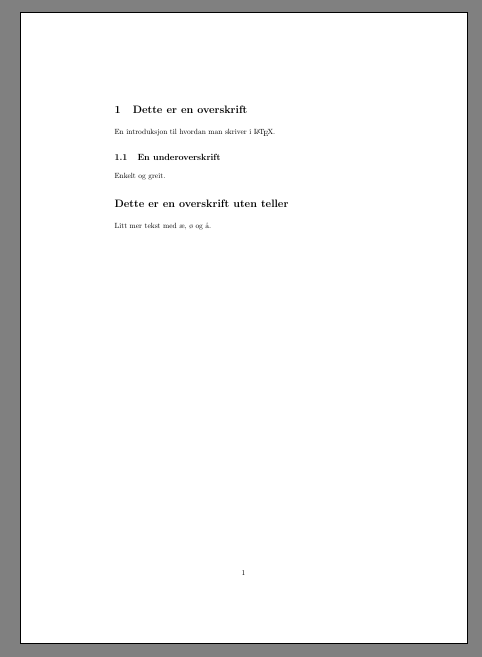 1 Dette er en overskrift
En introduksjon til hvordan man skriver i LATEX.
1.1 En underoverskrift
Enkelt og greit.
Dette er en overskrift uten teller
Litt mer tekst med æ, ø og å.
1